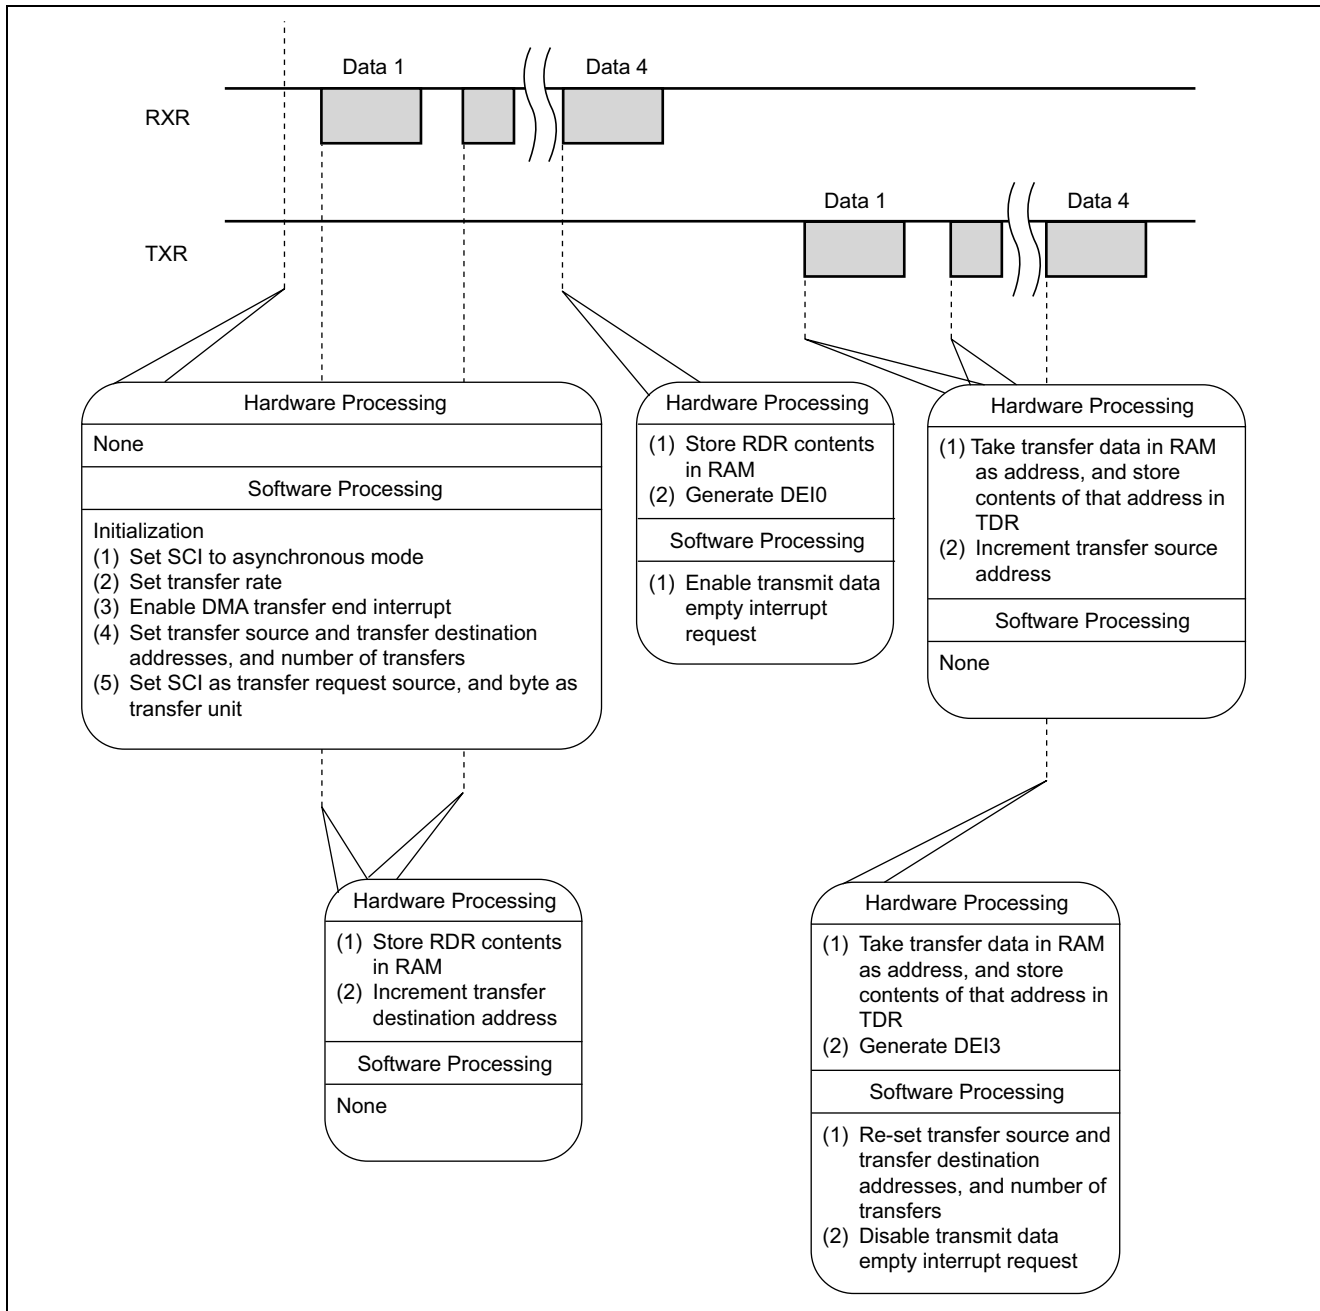 Data 1
Data 4
RXR
Data 1
Data 4
TXR
Hardware Processing
None
Software Processing
Initialization
(1) Set SCI to asynchronous mode
(2) Set transfer rate
(3) Enable DMA transfer end interrupt
(4) Set transfer source and transfer destination
addresses, and number of transfers
(5) Set SCI as transfer request source, and byte as
transfer unit
Hardware Processing
(1) Store RDR contents
in RAM
(2) Generate DEI0
Software Processing
(1) Enable transmit data
empty interrupt
request
Hardware Processing
(1) Take transfer data in RAM
as address, and store
contents of that address in
TDR
(2) Increment transfer source
address
Software Processing
None
Hardware Processing
(1) Store RDR contents
in RAM
(2) Increment transfer
destination address
Software Processing
None
Hardware Processing
(1) Take transfer data in RAM
as address, and store
contents of that address in
TDR
(2) Generate DEI3
Software Processing
(1) Re-set transfer source and
transfer destination
addresses, and number of
transfers
(2) Disable transmit data
empty interrupt request